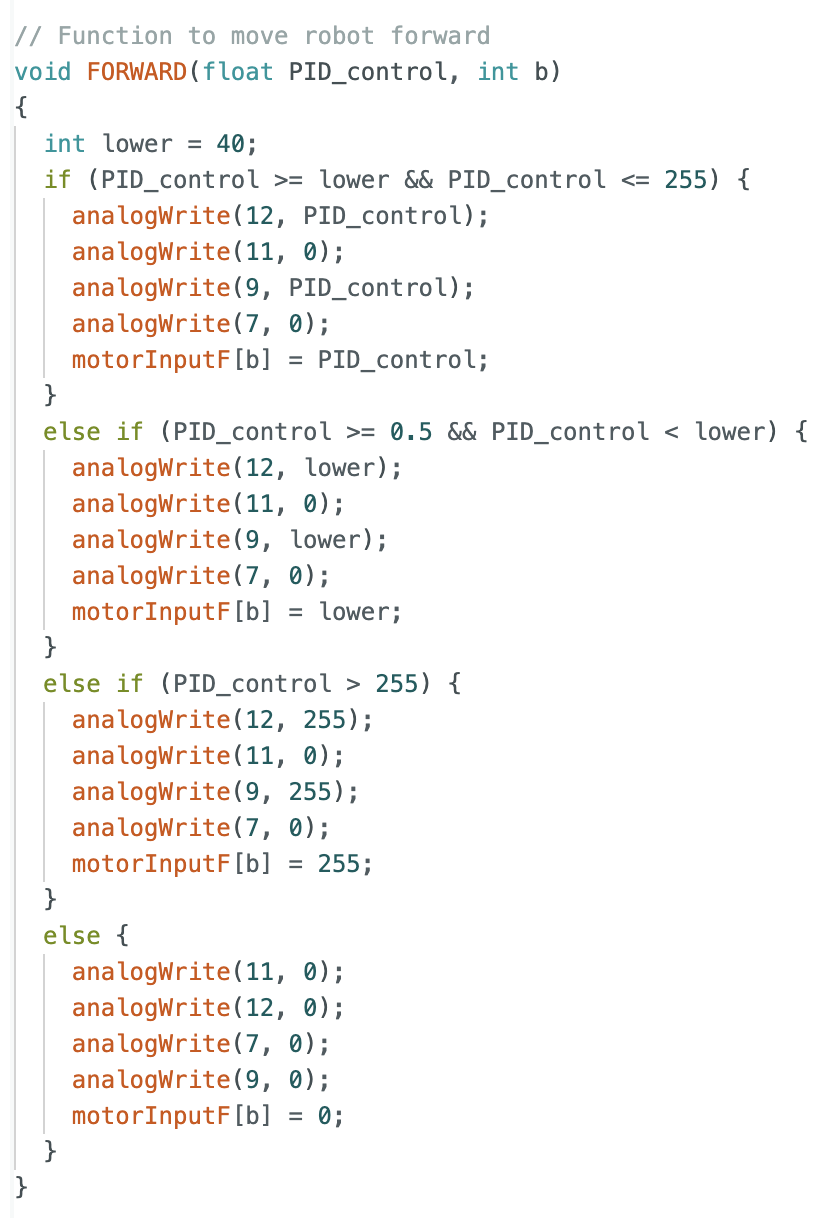 // Function to move robot forward
void FORWARD(float PID_control, int b)
{
  int lower = 40;
  if (PID_control >= lower && PID_control <= 255) {
    analogWrite(12, PID_control);
    analogWrite(11, 0);
    analogWrite(9, PID_control);
    analogWrite(7, 0);
    motorInputF[b] = PID_control;
  }
  else if (PID_control >= 0.5 && PID_control < lower) {
    analogWrite(12, lower);
    analogWrite(11, 0);
    analogWrite(9, lower);
    analogWrite(7, 0);
    motorInputF[b] = lower;
  }
  else if (PID_control > 255) {
    analogWrite(12, 255);
    analogWrite(11, 0);
    analogWrite(9, 255);
    analogWrite(7, 0);
    motorInputF[b] = 255;
  }
  else {
    analogWrite(11, 0);
    analogWrite(12, 0);
    analogWrite(7, 0);
    analogWrite(9, 0);
    motorInputF[b] = 0;
  }
}